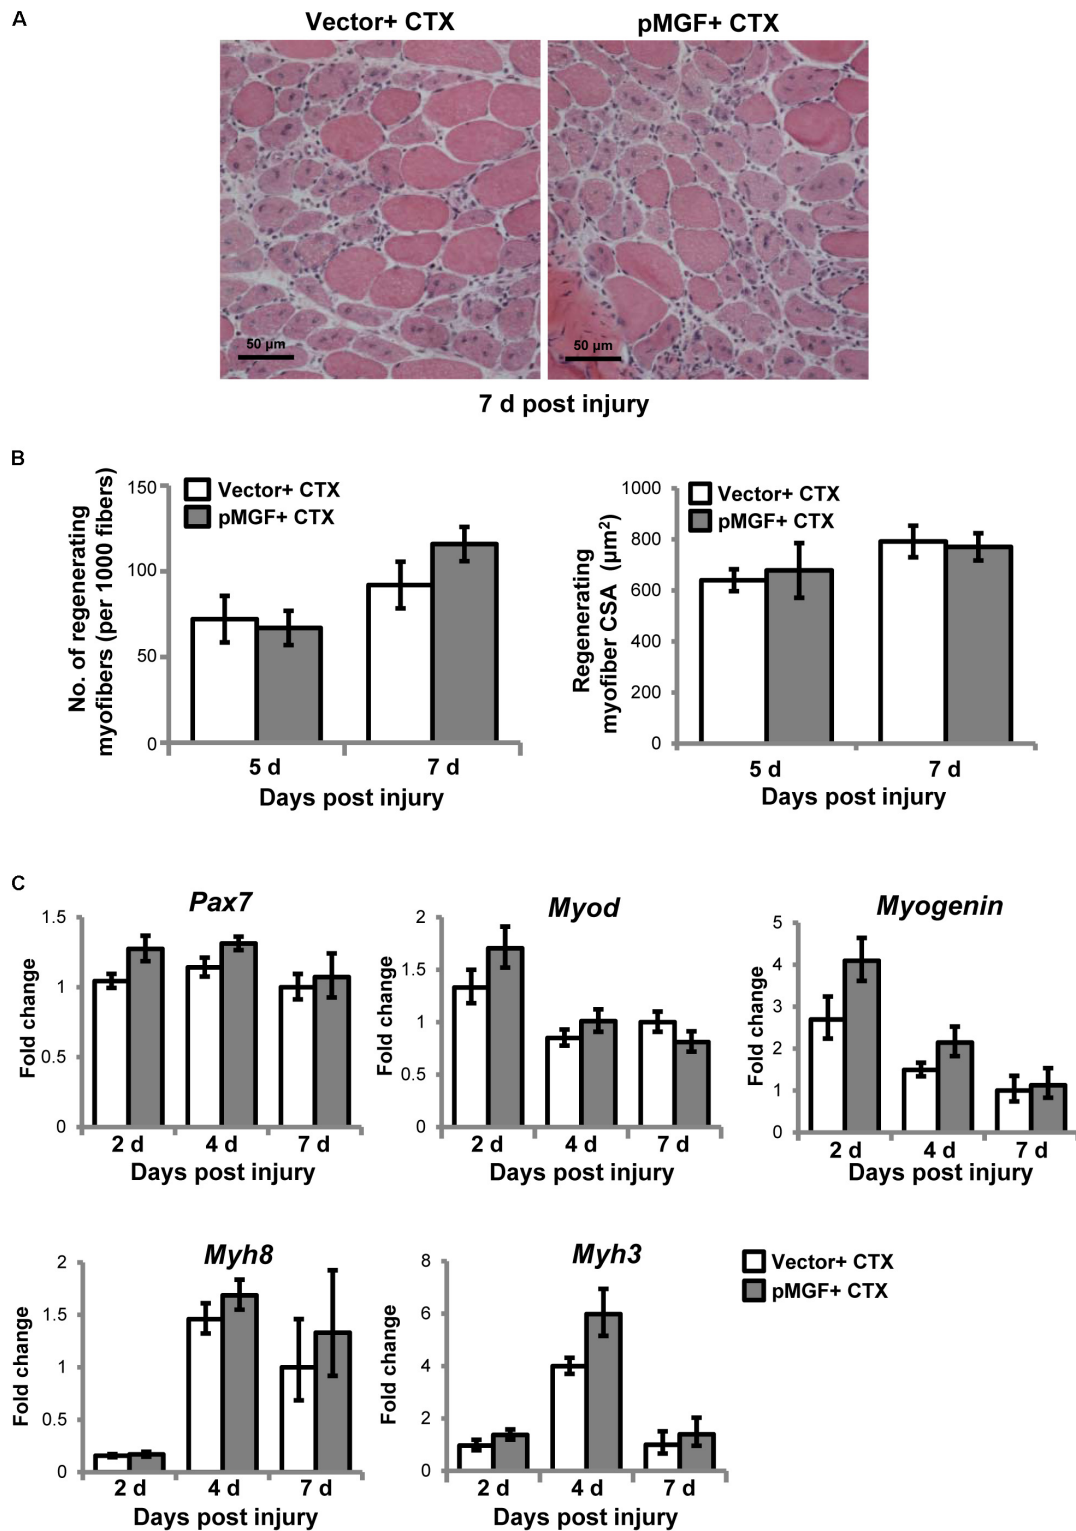 A
Vector+ CTX
pMGF+ CTX
50 µm
50 µm
7 d post injury
B
No. of regenerating
myofibers (per 1000 fibers)
150
100
50
0
Vector+ CTX
pMGF+ CTX
5 d
7 d
Days post injury
Regenerating
myofiber CSA (µm²)
1000
800
600
400
200
0
Vector+ CTX
pMGF+ CTX
5 d
7 d
Days post injury
C
Pax7
Fold change
1.5
1
0.5
0
2 d
4 d
7 d
Days post injury
Myod
Fold change
2
1.5
1
0.5
0
2 d
4 d
7 d
Days post injury
Myogenin
Fold change
5
4
3
2
1
0
2 d
4 d
7 d
Days post injury
Myh8
Fold change
2
1.5
1
0.5
0
2 d
4 d
7 d
Days post injury
Myh3
Fold change
8
6
4
2
0
2 d
4 d
7 d
Days post injury
Vector+ CTX
pMGF+ CTX